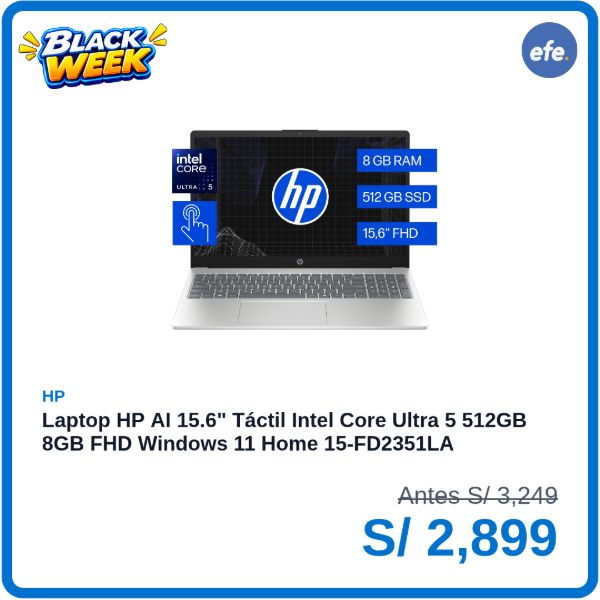 BLACK
WEEK
efe.
intel
CORE
ULTRA 5
hp
8 GB RAM
512 GB SSD
15,6" FHD
HP
Laptop HP AI 15.6" Táctil Intel Core Ultra 5 512GB
8GB FHD Windows 11 Home 15-FD2351LA
Antes S/ 3,249
S/ 2,899